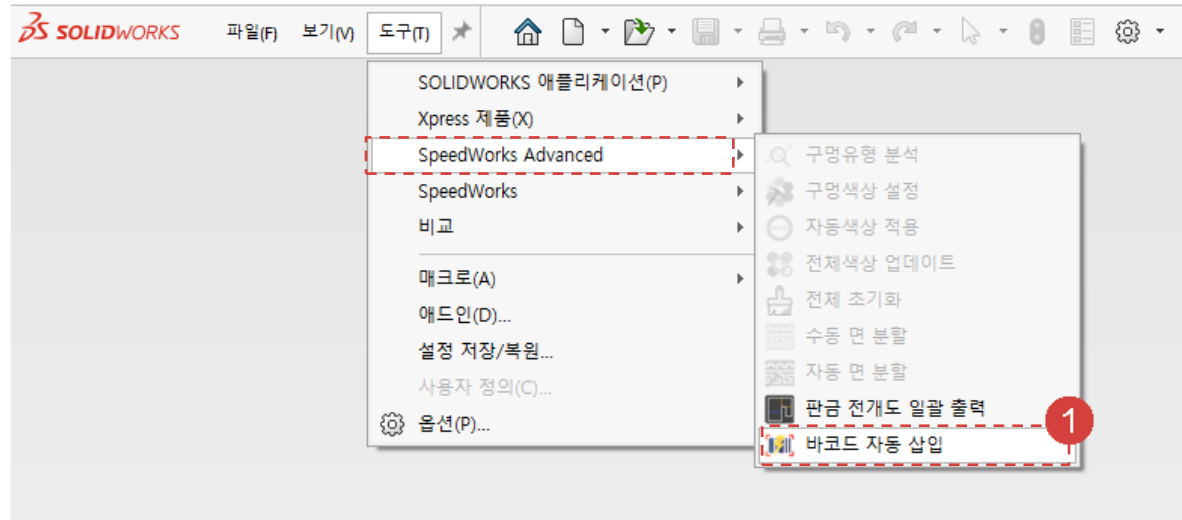 SOLIDWORKS 파일(F) 보기(V) 도구(T)
SOLIDWORKS 애플리케이션(P)
Xpress 제품(X)
SpeedWorks Advanced
SpeedWorks
비교
매크로(A)
애드인(D)...
설정 저장/복원...
사용자 정의(C)...
옵션(P)...
구멍유형 분석
구멍색상 설정
자동색상 적용
전체색상 업데이트
전체 초기화
수동 면 분할
자동 면 분할
판금 전개도 일괄 출력
1
바코드 자동 삽입